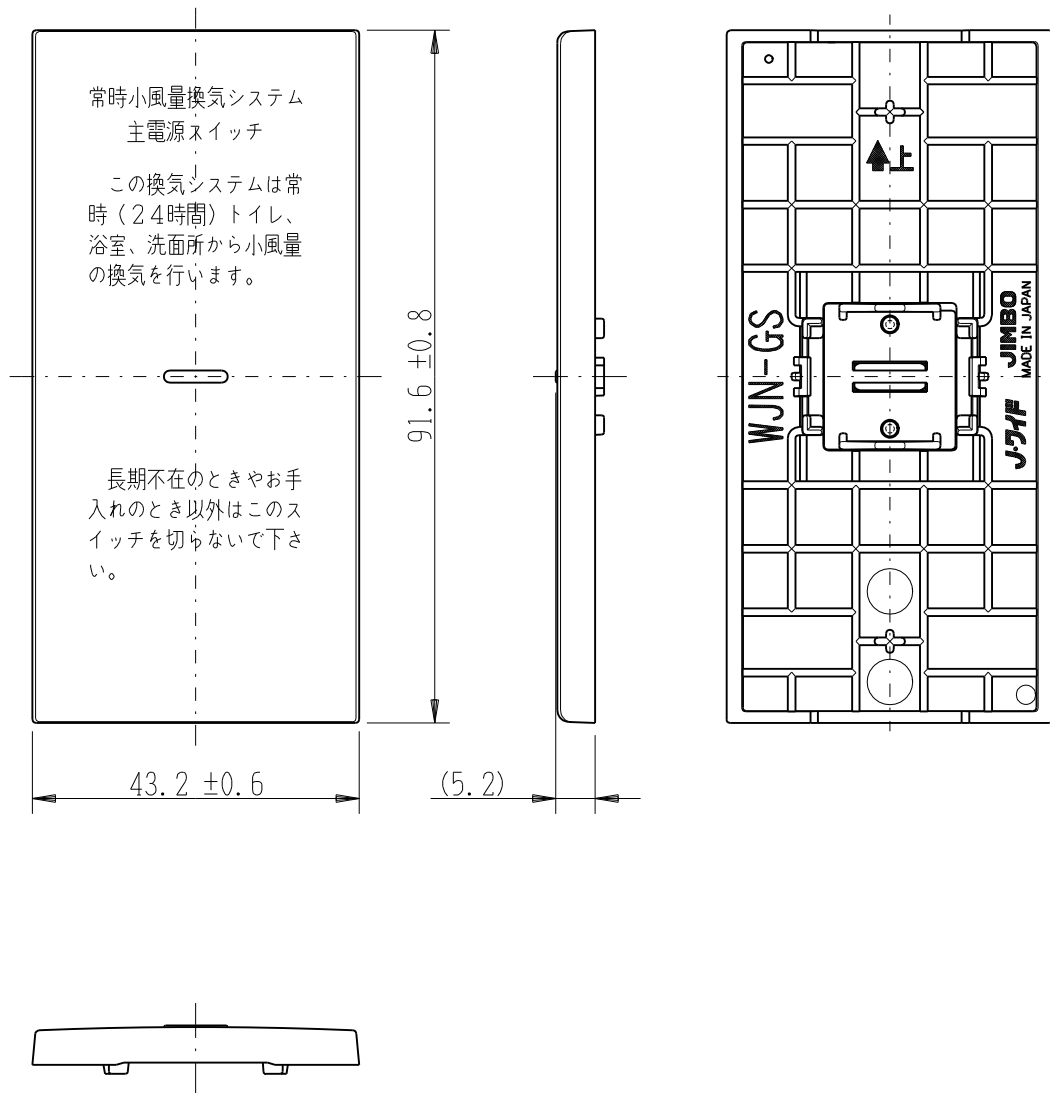 常時小風量換気システム
主電源スイッチ
この換気システムは常
時（24時間）トイレ、
浴室、洗面所から小風量
の換気を行います。
長期不在のときやお手
入れのとき以外はこのス
イッチを切らないで下さ
い。
91.6 ±0.8
43.2 ±0.6
(5.2)
上
WJN-GS
J・ワイド
JIMBO
MADE IN JAPAN